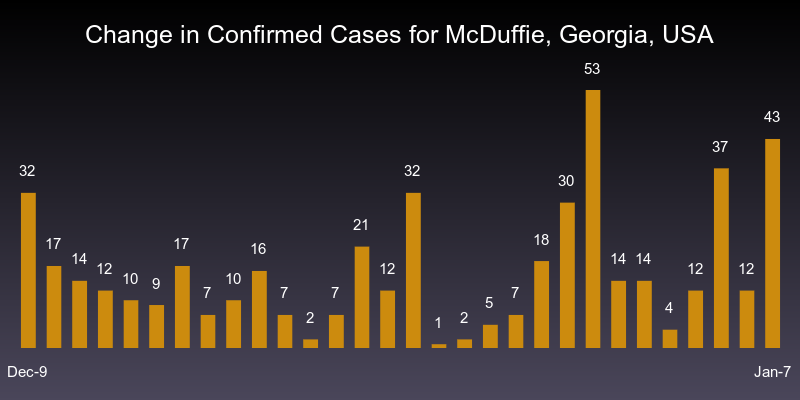 Change in Confirmed Cases for McDuffie, Georgia, USA
32 17 14 12 10 9 17 7 10 16 7 2 7 21 12 32 1 2 5 7 18 30 53 14 14 4 12 37 12 43
Dec-9 Jan-7